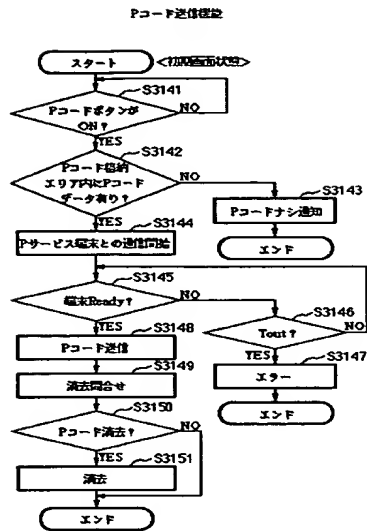 Pコード送信機能
スタート
<初期画面状態>
S3141
PコードボタンがON?
NO
YES
S3142
Pコード格納
エリア内にPコード
データ有り?
NO
YES
S3143
Pコードナシ通知
エンド
S3144
Pサービス端末との通信開始
S3145
端末Ready?
NO
YES
S3146
Tout?
NO
YES
S3147
エラー
エンド
S3148
Pコード送信
S3149
消去問合せ
S3150
Pコード消去?
NO
YES
S3151
消去
エンド